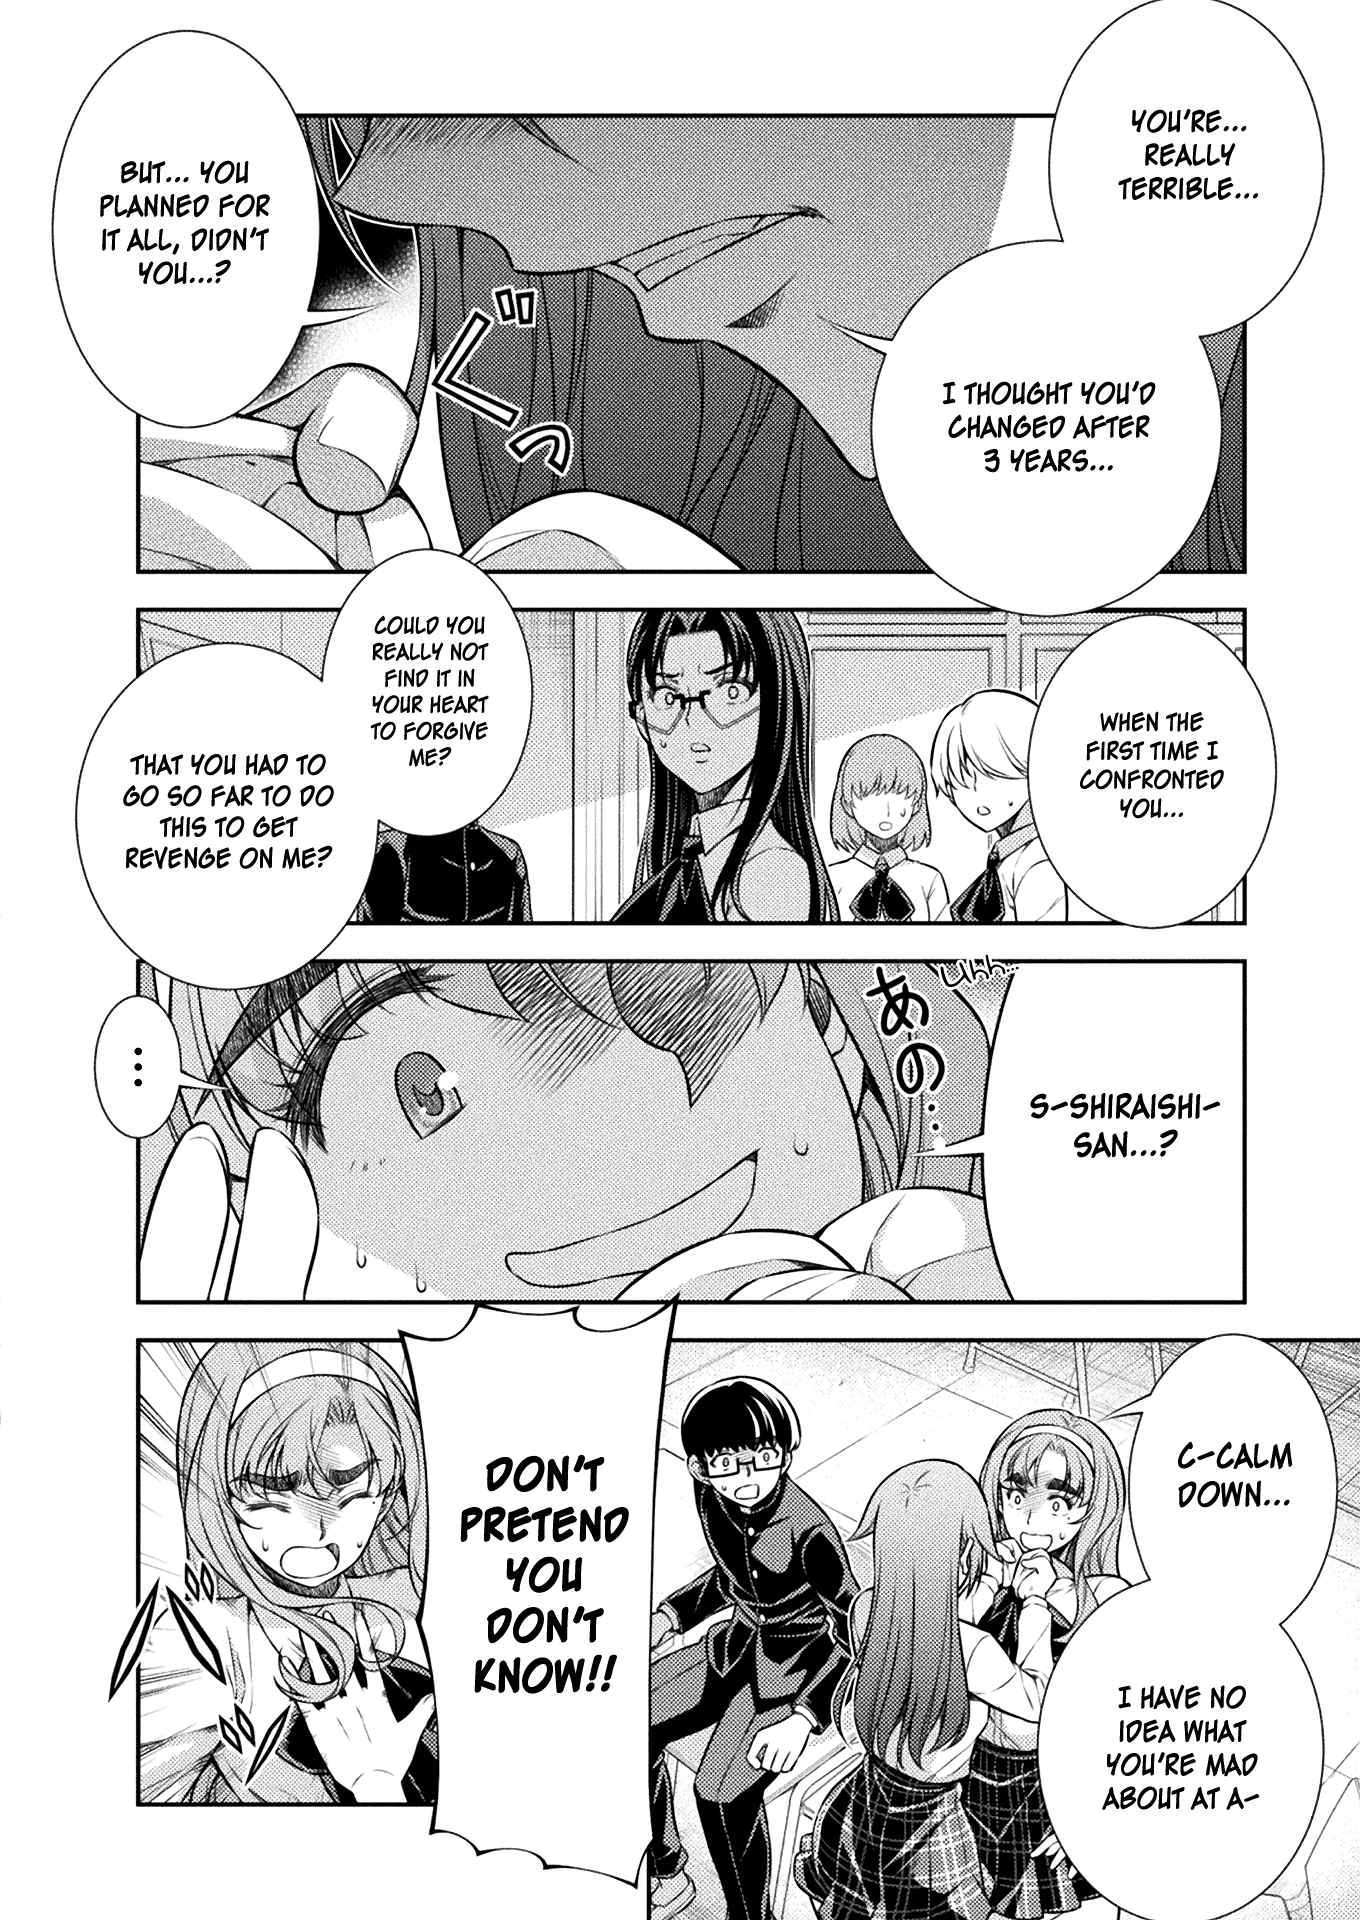 YOU'RE...
REALLY
TERRIBLE...
I THOUGHT YOU'D
CHANGED AFTER
3 YEARS...
BUT... YOU
PLANNED FOR
IT ALL, DIDN'T
YOU...?
ぐっ
WHEN THE
FIRST TIME I
CONFRONTED
YOU...
COULD YOU
REALLY NOT
FIND IT IN
YOUR HEART
TO FORGIVE
ME?
THAT YOU HAD TO
GO SO FAR TO DO
THIS TO GET
REVENGE ON ME?
S-SHIRAISHI-
SAN...?
Uhh...
あの...
...
C-CALM
DOWN...
I HAVE NO
IDEA WHAT
YOU'RE MAD
ABOUT AT A-
DON'T
PRETEND
YOU
DON'T
KNOW!!